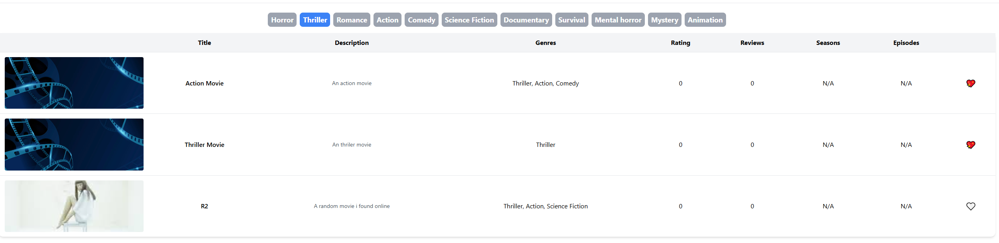 Horror Thriller Romance Action Comedy Science Fiction Documentary Survival Mental horror Mystery Animation
Title Description Genres Rating Reviews Seasons Episodes
Action Movie An action movie Thriller, Action, Comedy 0 0 N/A N/A
Thriller Movie An thriler movie Thriller 0 0 N/A N/A
R2 A random movie i found online Thriller, Action, Science Fiction 0 0 N/A N/A